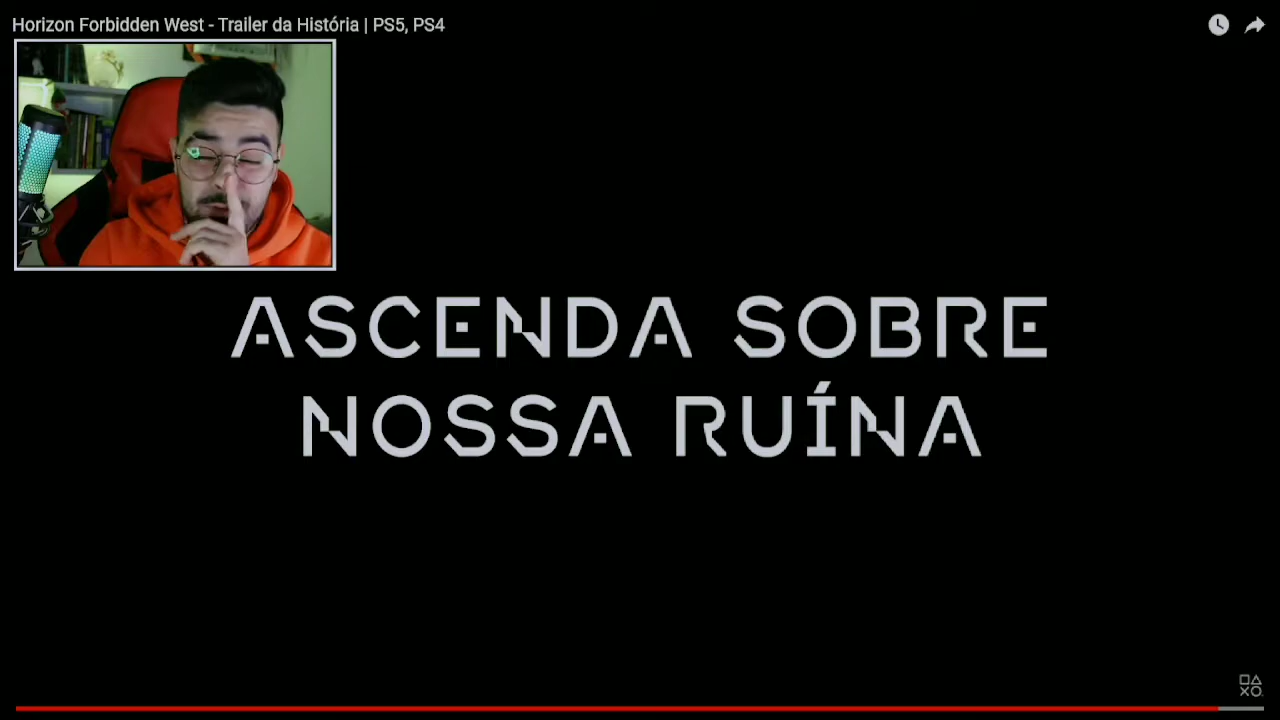 Horizon Forbidden West - Trailer da História | PS5, PS4
ASCENDA SOBRE
NOSSA RUÍNA